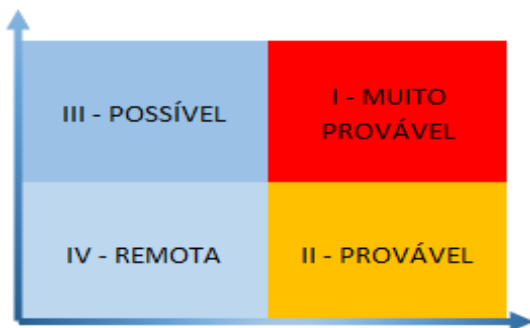 III - POSSÍVEL
I - MUITO
PROVÁVEL
IV - REMOTA
II - PROVÁVEL